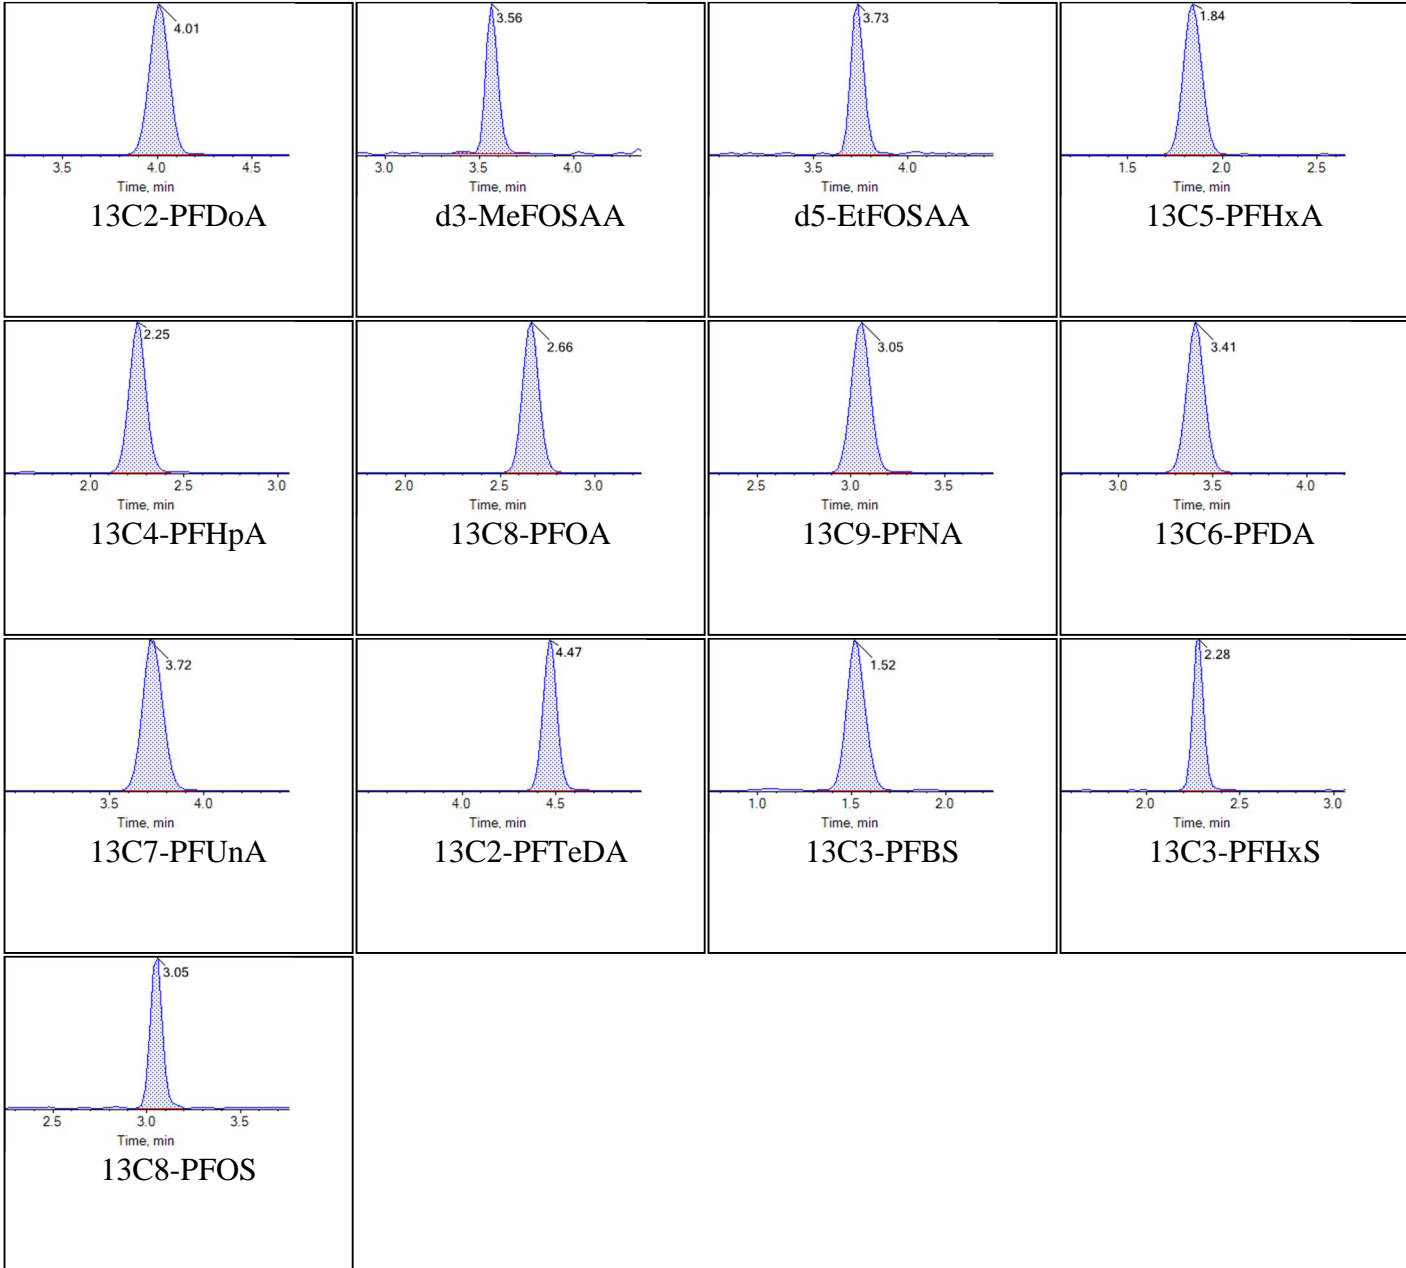 4.01
3.5 4.0 4.5
Time, min
13C2-PFDoA
3.56
3.0 3.5 4.0
Time, min
d3-MeFOSAA
3.73
3.5 4.0
Time, min
d5-EtFOSAA
1.84
1.5 2.0 2.5
Time, min
13C5-PFHxA
2.25
2.0 2.5 3.0
Time, min
13C4-PFHpA
2.66
2.0 2.5 3.0
Time, min
13C8-PFOA
3.05
2.5 3.0 3.5
Time, min
13C9-PFNA
3.41
3.0 3.5 4.0
Time, min
13C6-PFDA
3.72
3.5 4.0
Time, min
13C7-PFUnA
4.47
4.0 4.5
Time, min
13C2-PFTeDA
1.52
1.0 1.5 2.0
Time, min
13C3-PFBS
2.28
2.0 2.5 3.0
Time, min
13C3-PFHxS
3.05
2.5 3.0 3.5
Time, min
13C8-PFOS